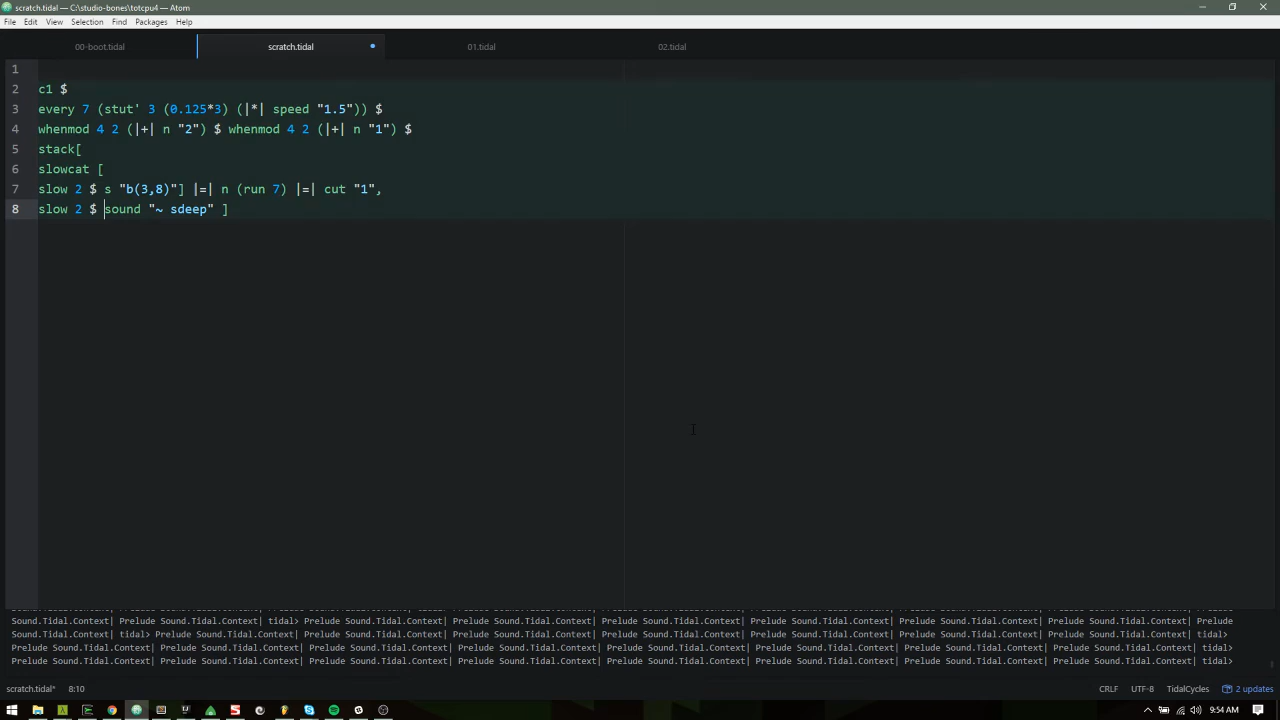 scratch.tidal — C:\studio-bones\totcpu4 — Atom
File Edit View Selection Find Packages Help
00-boot.tidal scratch.tidal 01.tidal 02.tidal
1
2 c1 $
3 every 7 (stut' 3 (0.125*3) (|*| speed "1.5")) $
4 whenmod 4 2 (|+| n "2") $ whenmod 4 2 (|+| n "1") $
5 stack[
6 slowcat [
7 slow 2 $ s "b(3,8)"] |=| n (run 7) |=| cut "1",
8 slow 2 $ sound "~ sdeep" ]
Sound.Tidal.Context| Prelude Sound.Tidal.Context| tidal> Prelude Sound.Tidal.Context| Prelude Sound.Tidal.Context| Prelude Sound.Tidal.Context| Prelude Sound.Tidal.Context| Prelude Sound.Tidal.Context| Prelude Sound.Tidal.Context| Prelude
Sound.Tidal.Context| tidal> Prelude Sound.Tidal.Context| Prelude Sound.Tidal.Context| Prelude Sound.Tidal.Context| Prelude Sound.Tidal.Context| Prelude Sound.Tidal.Context| Prelude Sound.Tidal.Context| Prelude Sound.Tidal.Context| tidal>
Prelude Sound.Tidal.Context| Prelude Sound.Tidal.Context| Prelude Sound.Tidal.Context| Prelude Sound.Tidal.Context| Prelude Sound.Tidal.Context| Prelude Sound.Tidal.Context| Prelude Sound.Tidal.Context| Prelude Sound.Tidal.Context| tidal>
Prelude Sound.Tidal.Context| Prelude Sound.Tidal.Context| Prelude Sound.Tidal.Context| Prelude Sound.Tidal.Context| Prelude Sound.Tidal.Context| Prelude Sound.Tidal.Context| Prelude Sound.Tidal.Context| Prelude Sound.Tidal.Context| tidal>
scratch.tidal* 8:10 CRLF UTF-8 TidalCycles 2 updates
9:54 AM